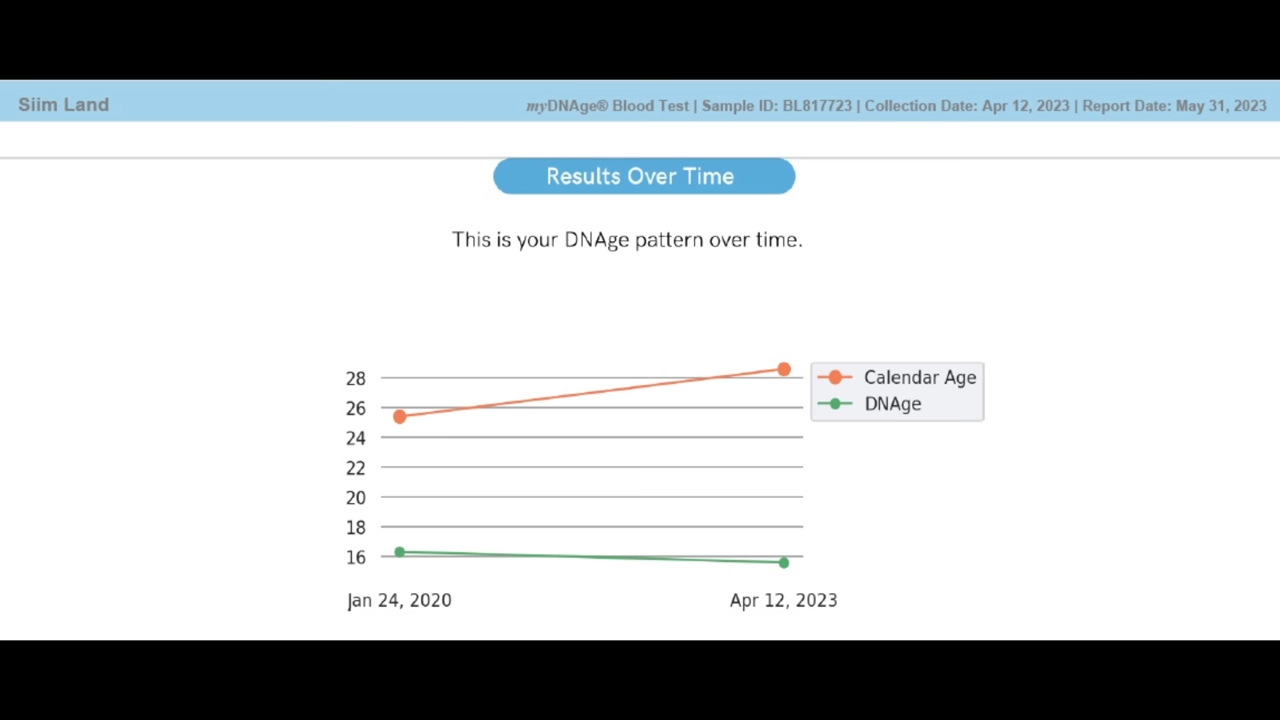 Siim Land
myDNAge® Blood Test | Sample ID: BL817723 | Collection Date: Apr 12, 2023 | Report Date: May 31, 2023
Results Over Time
This is your DNAge pattern over time.
28
26
24
22
20
18
16
Calendar Age
DNAge
Jan 24, 2020
Apr 12, 2023